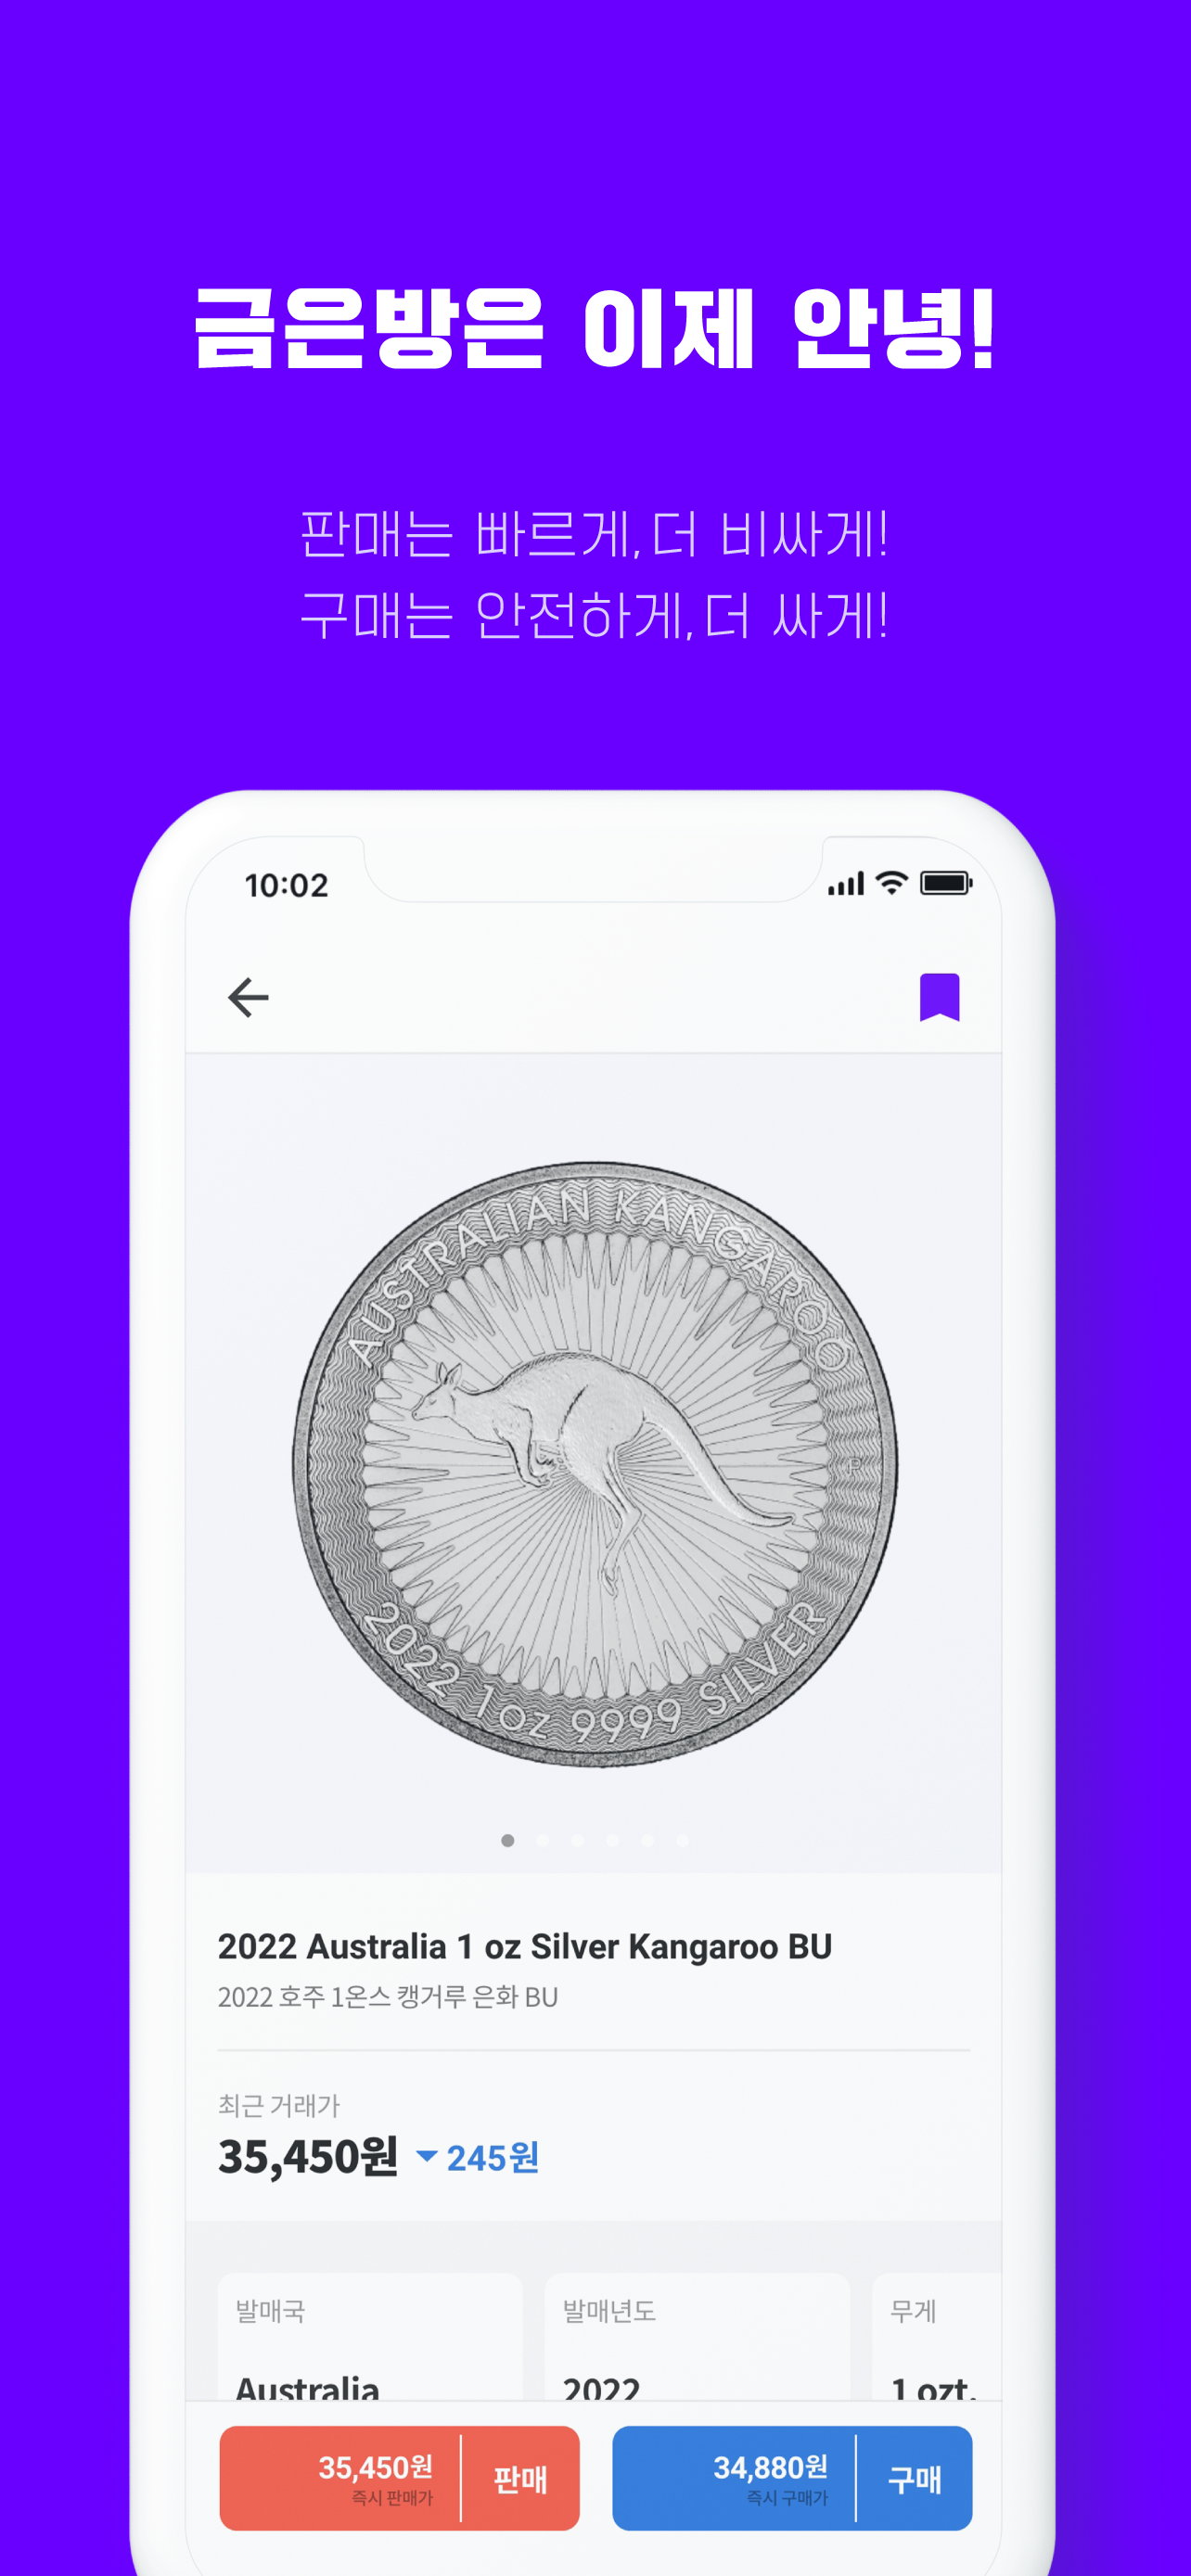 금은방은 이제 안녕!
판매는 빠르게, 더 비싸게!
구매는 안전하게, 더 싸게!
10:02
AUSTRALIAN KANGAROO
P
2022 1oz 9999 SILVER
2022 Australia 1 oz Silver Kangaroo BU
2022 호주 1온스 캥거루 은화 BU
최근 거래가
35,450원 ▼ 245원
발매국 발매년도 무게
Australia 2022 1 ozt.
35,450원 판매 34,880원 구매
즉시 판매가 즉시 구매가